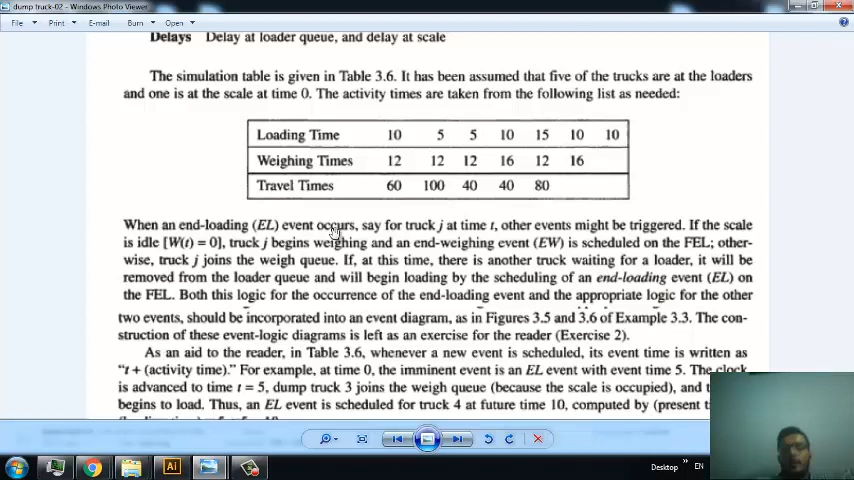 dump truck-02 - Windows Photo Viewer
File Print E-mail Burn Open
Delays Delay at loader queue, and delay at scale
The simulation table is given in Table 3.6. It has been assumed that five of the trucks are at the loaders
and one is at the scale at time 0. The activity times are taken from the following list as needed:
Loading Time 10 5 5 10 15 10 10
Weighing Times 12 12 12 16 12 16
Travel Times 60 100 40 40 80
When an end-loading (EL) event occurs, say for truck j at time t, other events might be triggered. If the scale
is idle [W(t) = 0], truck j begins weighing and an end-weighing event (EW) is scheduled on the FEL; other-
wise, truck j joins the weigh queue. If, at this time, there is another truck waiting for a loader, it will be
removed from the loader queue and will begin loading by the scheduling of an end-loading event (EL) on
the FEL. Both this logic for the occurrence of the end-loading event and the appropriate logic for the other
two events, should be incorporated into an event diagram, as in Figures 3.5 and 3.6 of Example 3.3. The con-
struction of these event-logic diagrams is left as an exercise for the reader (Exercise 2).
As an aid to the reader, in Table 3.6, whenever a new event is scheduled, its event time is written as
"t + (activity time)." For example, at time 0, the imminent event is an EL event with event time 5. The clock
is advanced to time t = 5, dump truck 3 joins the weigh queue (because the scale is occupied), and
begins to load. Thus, an EL event is scheduled for truck 4 at future time 10, computed by (present
Desktop EN